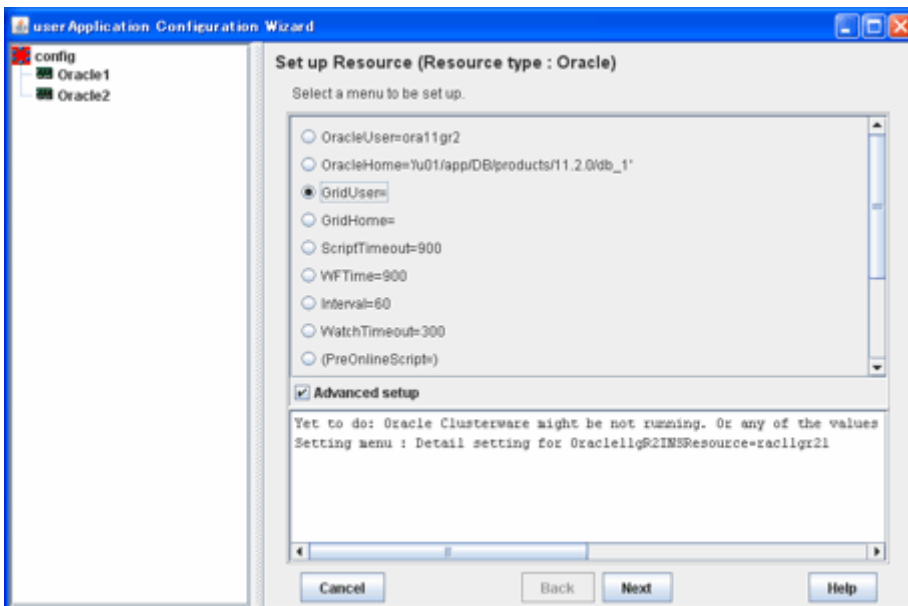 userApplication Configuration Wizard
config
Oracle1
Oracle2
Set up Resource (Resource type : Oracle)
Select a menu to be set up.
OracleUser=ora11gr2
OracleHome='/u01/app/DB/products/11.2.0/db_1'
GridUser=
GridHome=
ScriptTimeout=900
WFTime=900
Interval=60
WatchTimeout=300
(PreOnlineScript=)
Advanced setup
Yet to do: Oracle Clusterware might be not running. Or any of the values
Setting menu : Detail setting for Oracle11gR2INSResource=rac11gr21
Cancel
Back
Next
Help